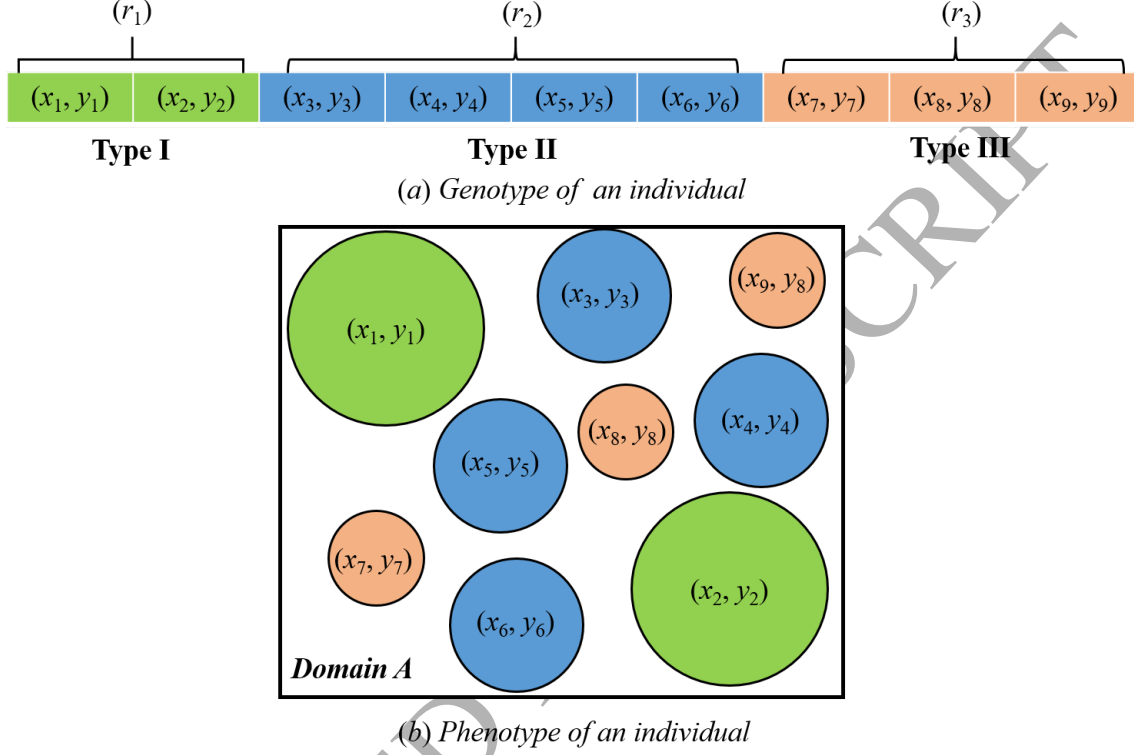 (r1) (r2) (r3)
(x1, y1) (x2, y2) (x3, y3) (x4, y4) (x5, y5) (x6, y6) (x7, y7) (x8, y8) (x9, y9)
Type I Type II Type III
(a) Genotype of an individual
(x9, y8)
(x3, y3)
(x1, y1)
(x4, y4)
(x8, y8)
(x5, y5)
(x7, y7)
(x2, y2)
(x6, y6)
Domain A
(b) Phenotype of an individual